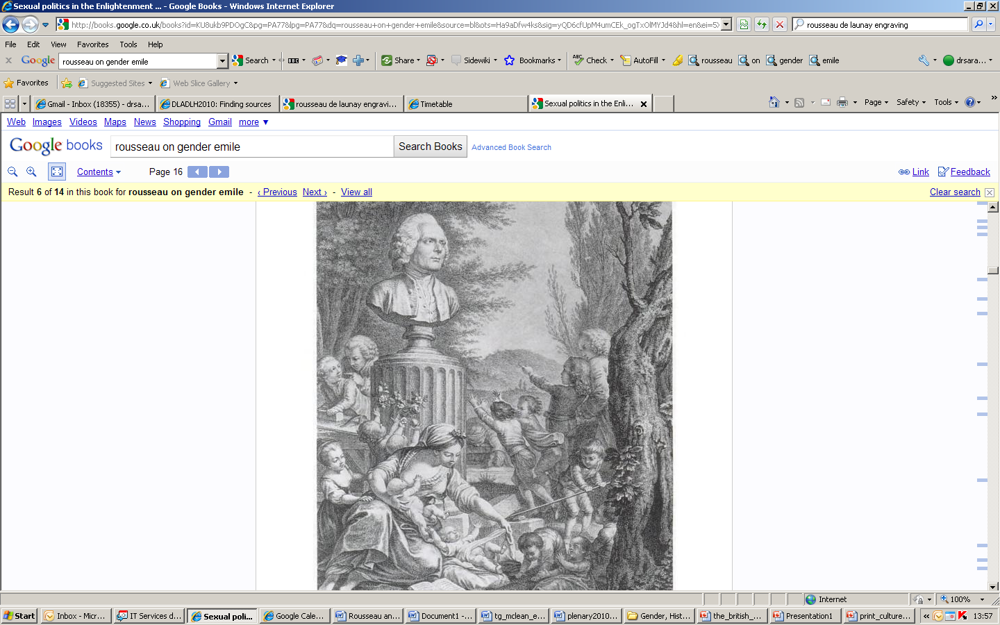 Sexual politics in the Enlightenment ... - Google Books - Windows Internet Explorer
http://books.google.co.uk/books?id=KU8ukb9PDOgC&pg=PA77&lpg=PA77&dq=rousseau+on+gender+emile&source=bl&ots=Ha9aDfw4ks&sig=yQD6cfUpM4umCEk_ogTxOlMYJd4&hl=en&ei=5X rousseau de launay engraving
File Edit View Favorites Tools Help
Google rousseau on gender emile Search BBC Share Sidewiki Bookmarks ABC Check AutoFill rousseau on gender emile drsara...
Favorites Suggested Sites Web Slice Gallery
Gmail - Inbox (18355) - drsa... DLADLH2010: Finding sources rousseau de launay engravi... Timetable Sexual politics in the Enli... Page Safety Tools
Web Images Videos Maps News Shopping Gmail more
Google books rousseau on gender emile Search Books Advanced Book Search
Contents Page 16 Link Feedback
Result 6 of 14 in this book for rousseau on gender emile - ‹ Previous Next › - View all Clear search
Internet 100%
Start Inbox - Micr... IT Services d... Sexual poli... Google Cale... Rousseau an... Document1 -... tg_mclean_e... plenary2010... Gender, Hist... the_british_... Presentation1 print_culture... « 13:57